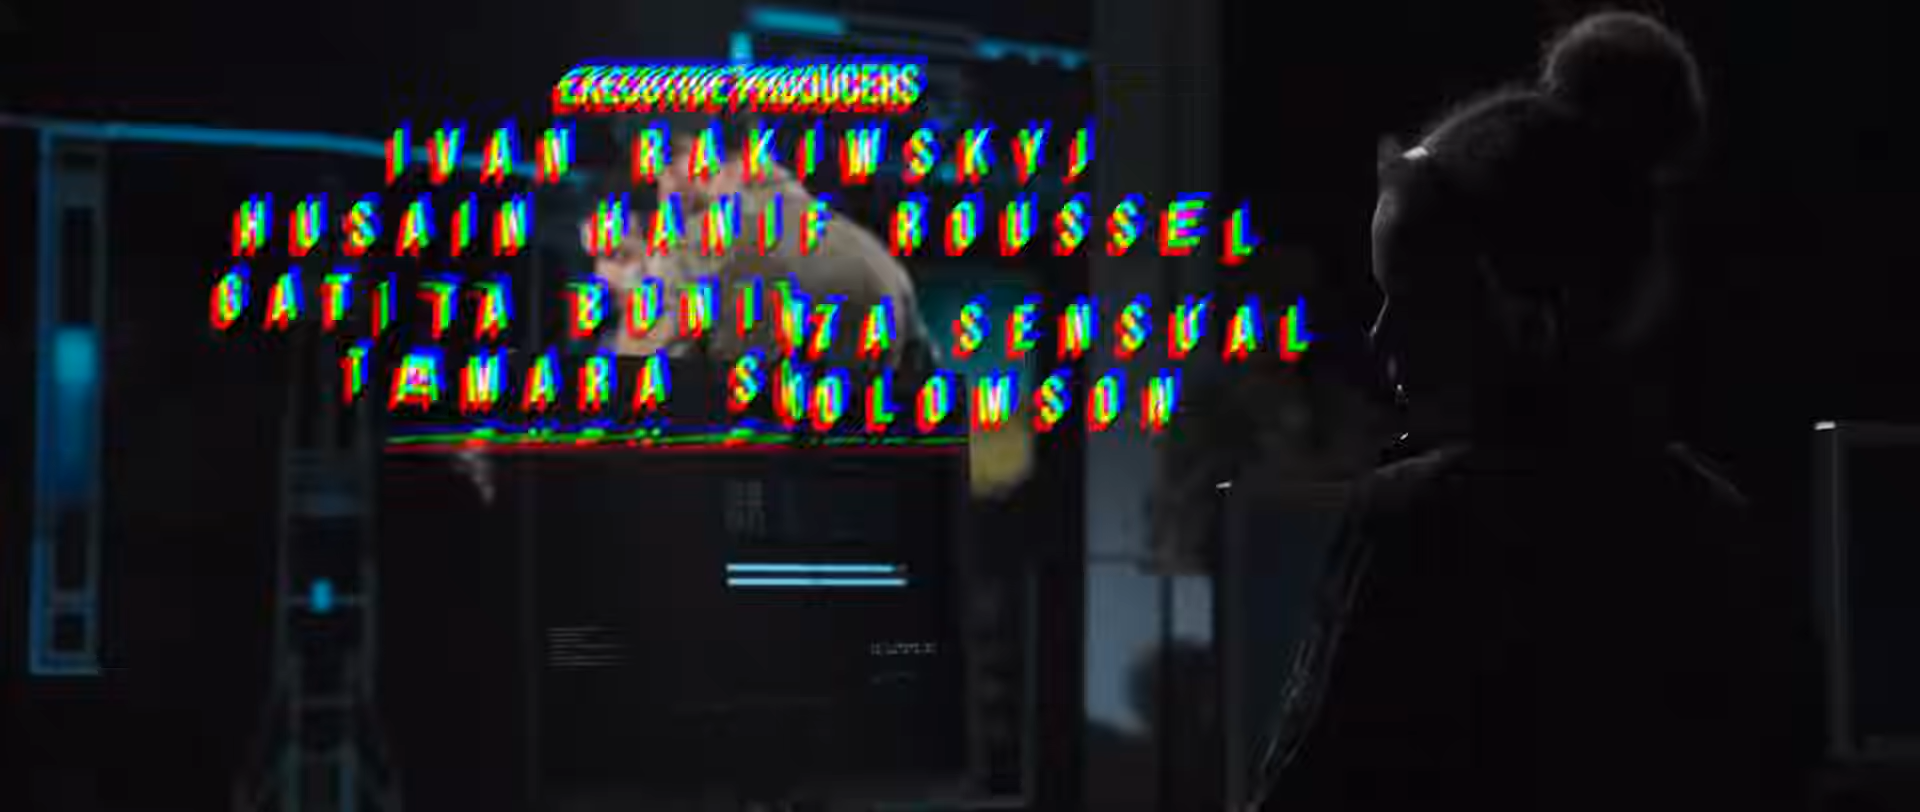 EXECUTIVE PRODUCERS
IVAN RAKIWSKYJ
HUSAIN HANIF ROUSSEL
GATITA BONITA SENSUAL
TAMARA SOLOMSON